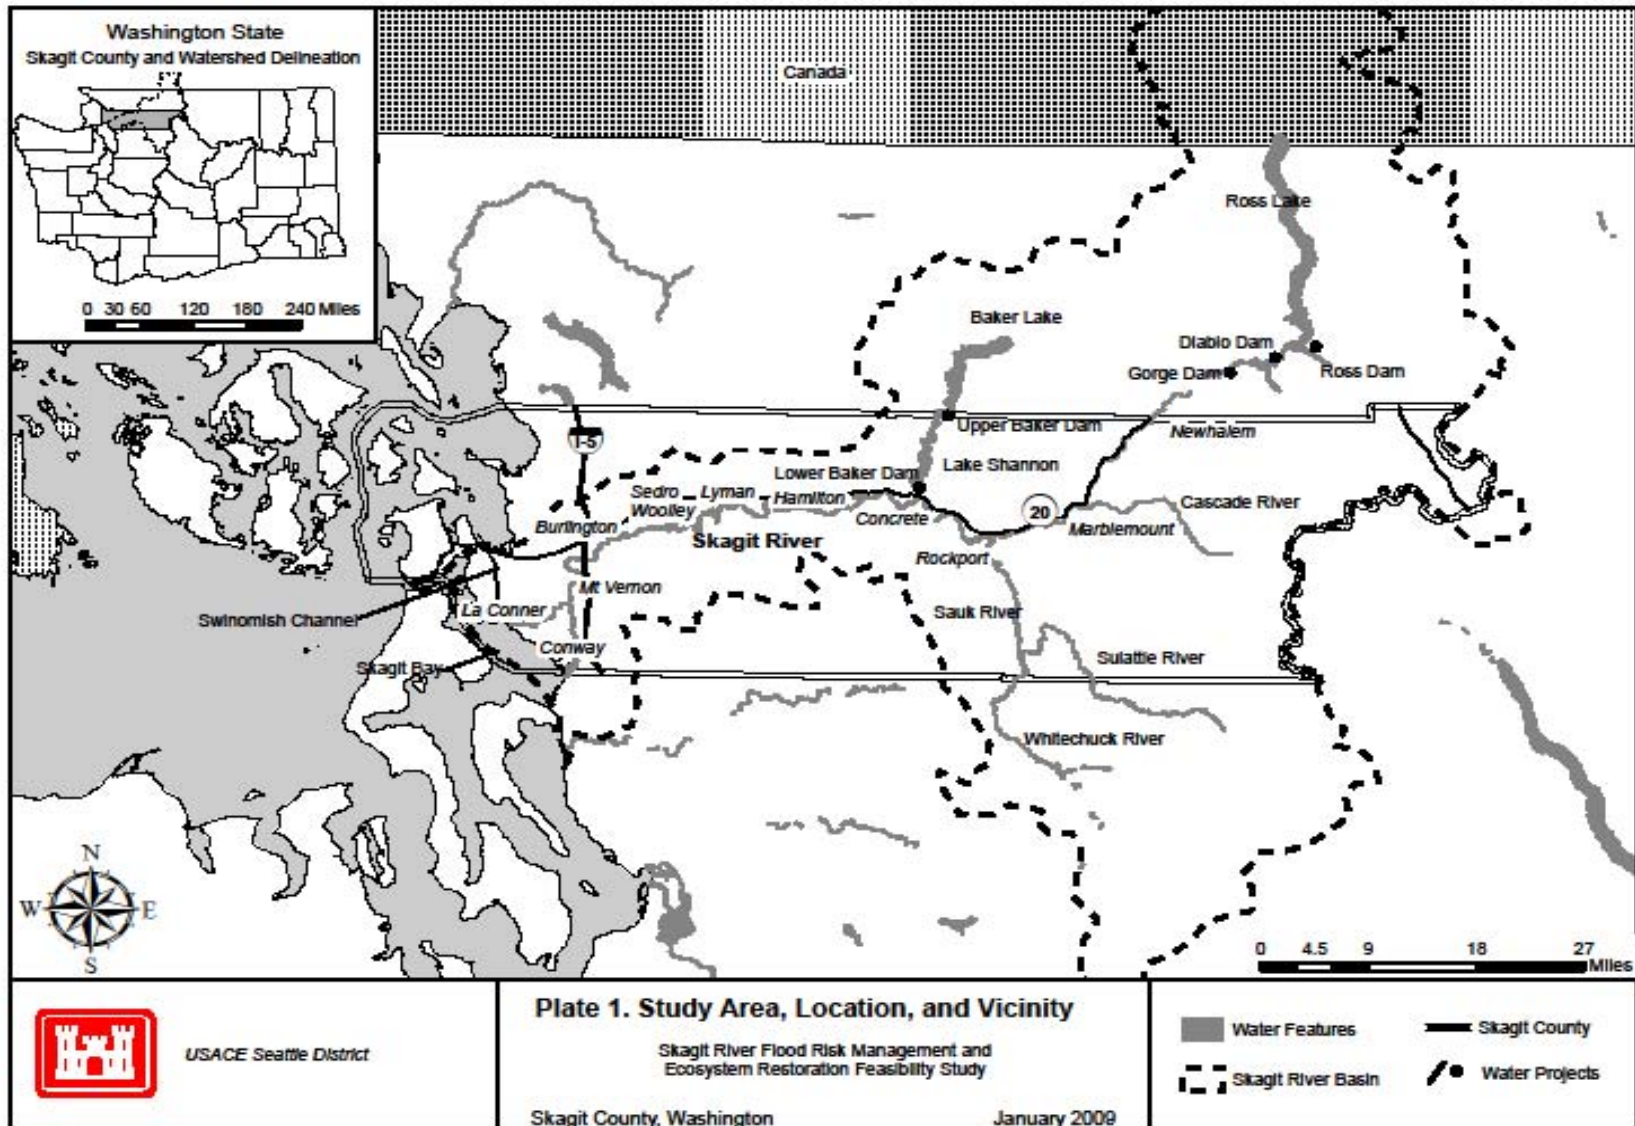 Washington State
Skagit County and Watershed Delineation
0 30 60 120 180 240 Miles
Canada
Ross Lake
Baker Lake
Diablo Dam
Gorge Dam
Ross Dam
I-5
Upper Baker Dam
Newhalem
Lower Baker Dam
Lake Shannon
Sedro
Woolley
Lyman
Hamilton
Cascade River
Burlington
Concrete
20
Marblemount
Skagit River
Rockport
Mt Vernon
Swinomish Channel
La Conner
Sauk River
Conway
Skagit Bay
Suiattle River
Whitechuck River
N
W E
S
0 4.5 9 18 27
Miles
USACE Seattle District
Plate 1. Study Area, Location, and Vicinity
Skagit River Flood Risk Management and
Ecosystem Restoration Feasibility Study
Skagit County, Washington January 2009
Water Features
Skagit County
Skagit River Basin
Water Projects